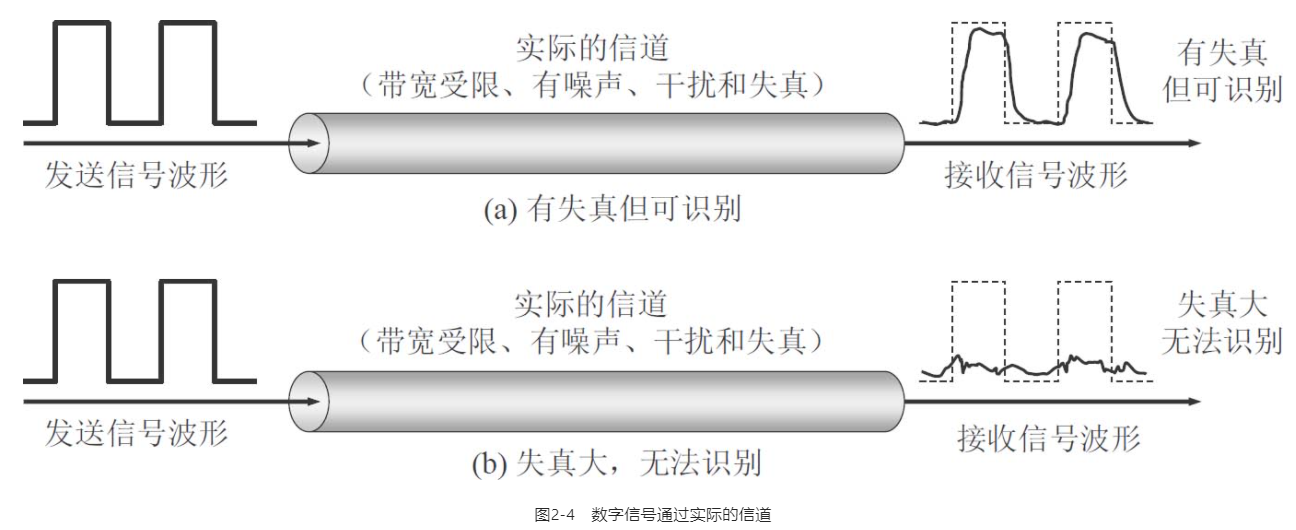 实际的信道
（带宽受限、有噪声、干扰和失真）
有失真
但可识别
发送信号波形
接收信号波形
(a) 有失真但可识别
实际的信道
（带宽受限、有噪声、干扰和失真）
失真大
无法识别
发送信号波形
接收信号波形
(b) 失真大，无法识别
图2-4 数字信号通过实际的信道